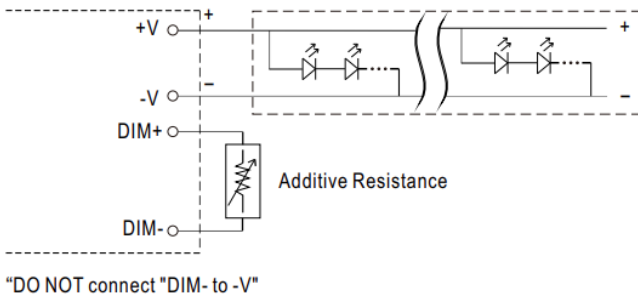 +V
+
+
-V
−
−
DIM+
Additive Resistance
DIM-
“DO NOT connect "DIM- to -V"